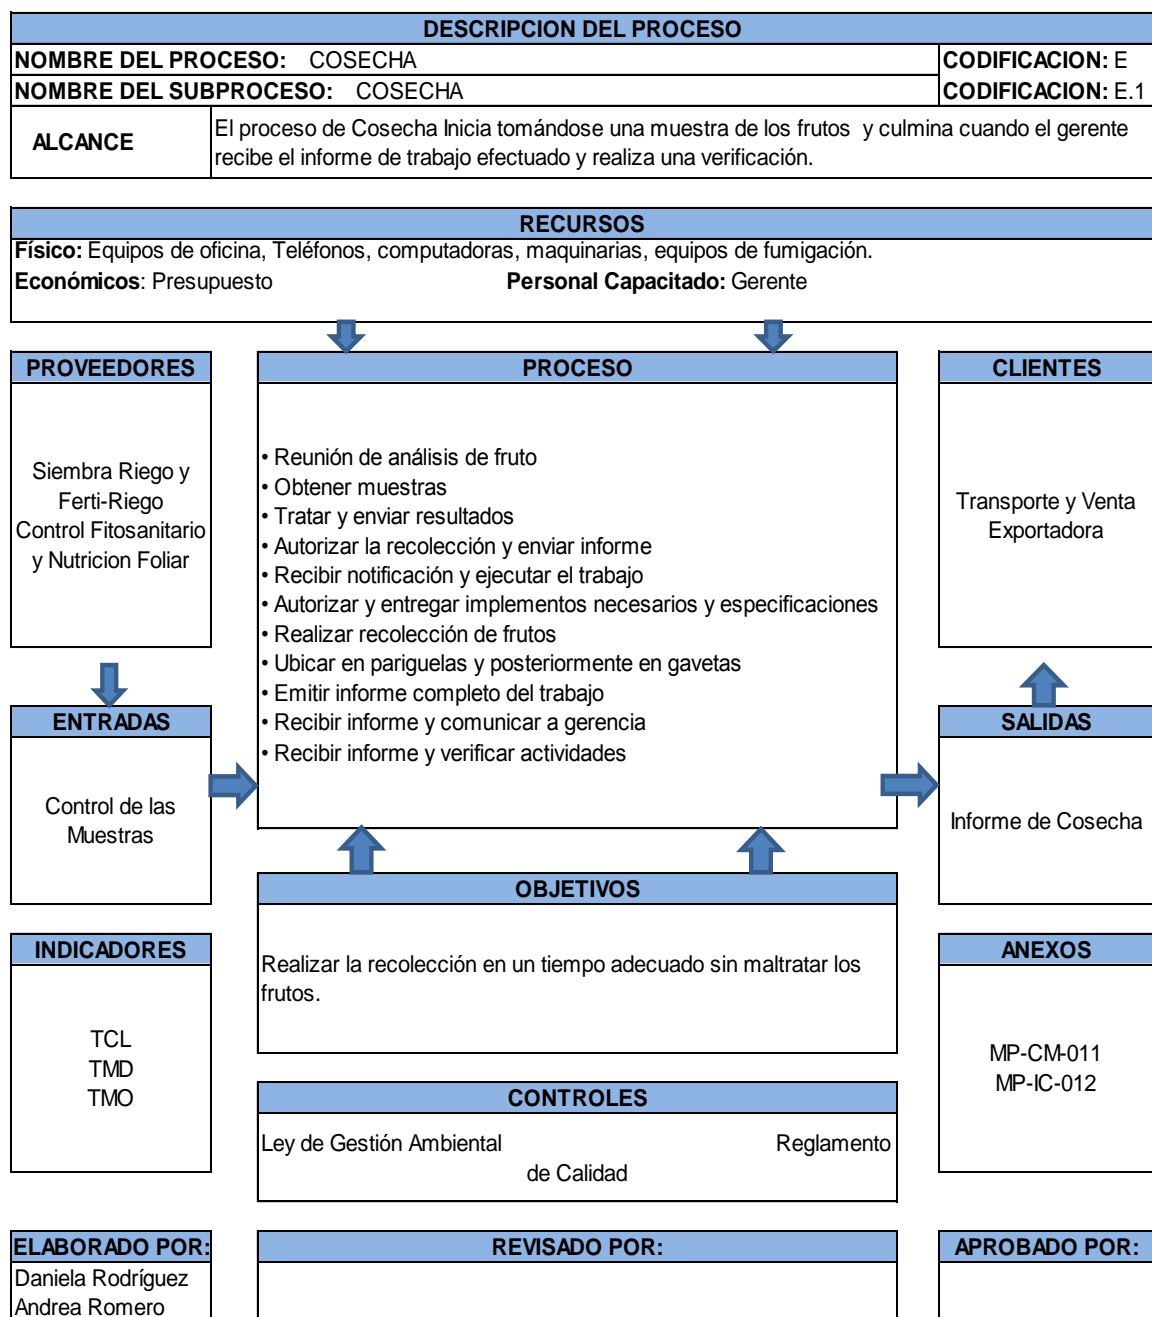 DESCRIPCION DEL PROCESO
NOMBRE DEL PROCESO: COSECHA CODIFICACION: E
NOMBRE DEL SUBPROCESO: COSECHA CODIFICACION: E.1
ALCANCE
El proceso de Cosecha Inicia tomándose una muestra de los frutos y culmina cuando el gerente
recibe el informe de trabajo efectuado y realiza una verificación.
RECURSOS
Físico: Equipos de oficina, Teléfonos, computadoras, maquinarias, equipos de fumigación.
Económicos: Presupuesto Personal Capacitado: Gerente
PROVEEDORES
Siembra Riego y
Ferti-Riego
Control Fitosanitario
y Nutricion Foliar
PROCESO
• Reunión de análisis de fruto
• Obtener muestras
• Tratar y enviar resultados
• Autorizar la recolección y enviar informe
• Recibir notificación y ejecutar el trabajo
• Autorizar y entregar implementos necesarios y especificaciones
• Realizar recolección de frutos
• Ubicar en pariguelas y posteriormente en gavetas
• Emitir informe completo del trabajo
• Recibir informe y comunicar a gerencia
• Recibir informe y verificar actividades
CLIENTES
Transporte y Venta
Exportadora
ENTRADAS
Control de las
Muestras
SALIDAS
Informe de Cosecha
OBJETIVOS
Realizar la recolección en un tiempo adecuado sin maltratar los
frutos.
INDICADORES
TCL
TMD
TMO
ANEXOS
MP-CM-011
MP-IC-012
CONTROLES
Ley de Gestión Ambiental Reglamento
de Calidad
ELABORADO POR:
Daniela Rodríguez
Andrea Romero
REVISADO POR:
APROBADO POR: